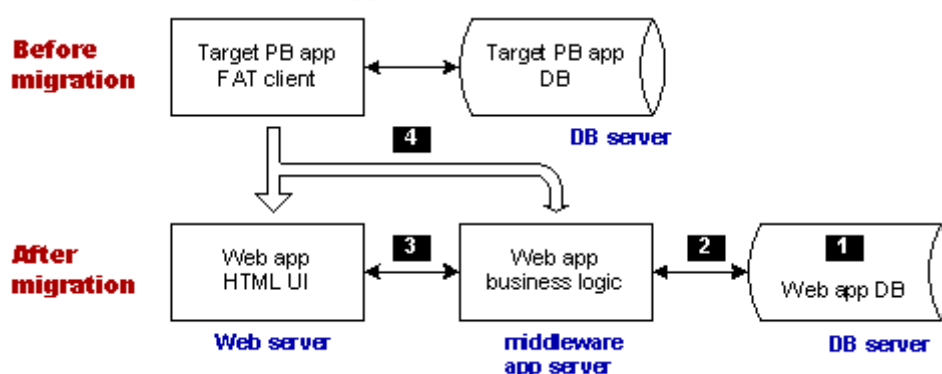 Before
migration
Target PB app
FAT client
Target PB app
DB
DB server
4
After
migration
Web app
HTML UI
3
Web app
business logic
2
1
Web app DB
Web server
middleware
app server
DB server